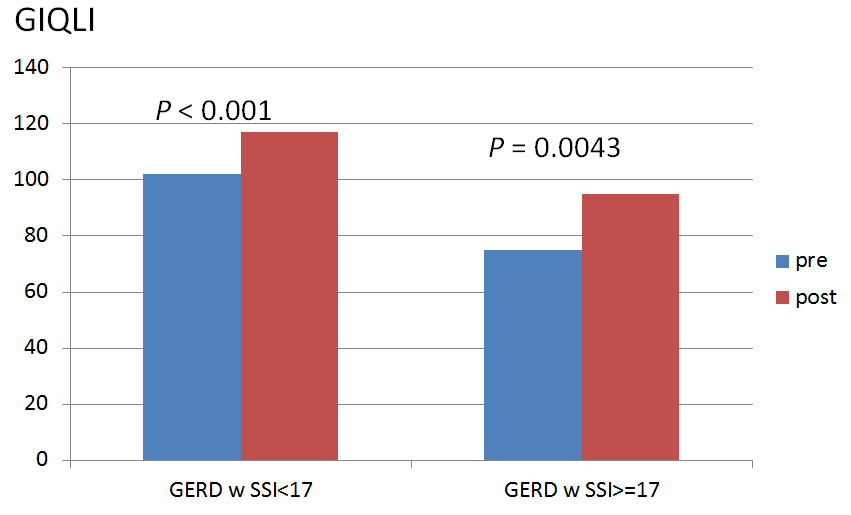 GIQLI
140
120
100
80
60
40
20
0
P < 0.001
P = 0.0043
GERD w SSI<17
GERD w SSI>=17
pre
post